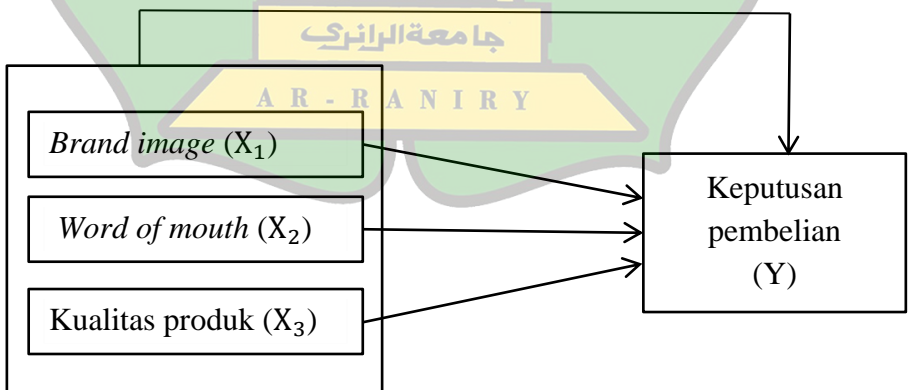 جامعةالرانري
AR-RANIRY
Brand image (X₁)
Word of mouth (X₂)
Kualitas produk (X₃)
Keputusan
pembelian
(Y)